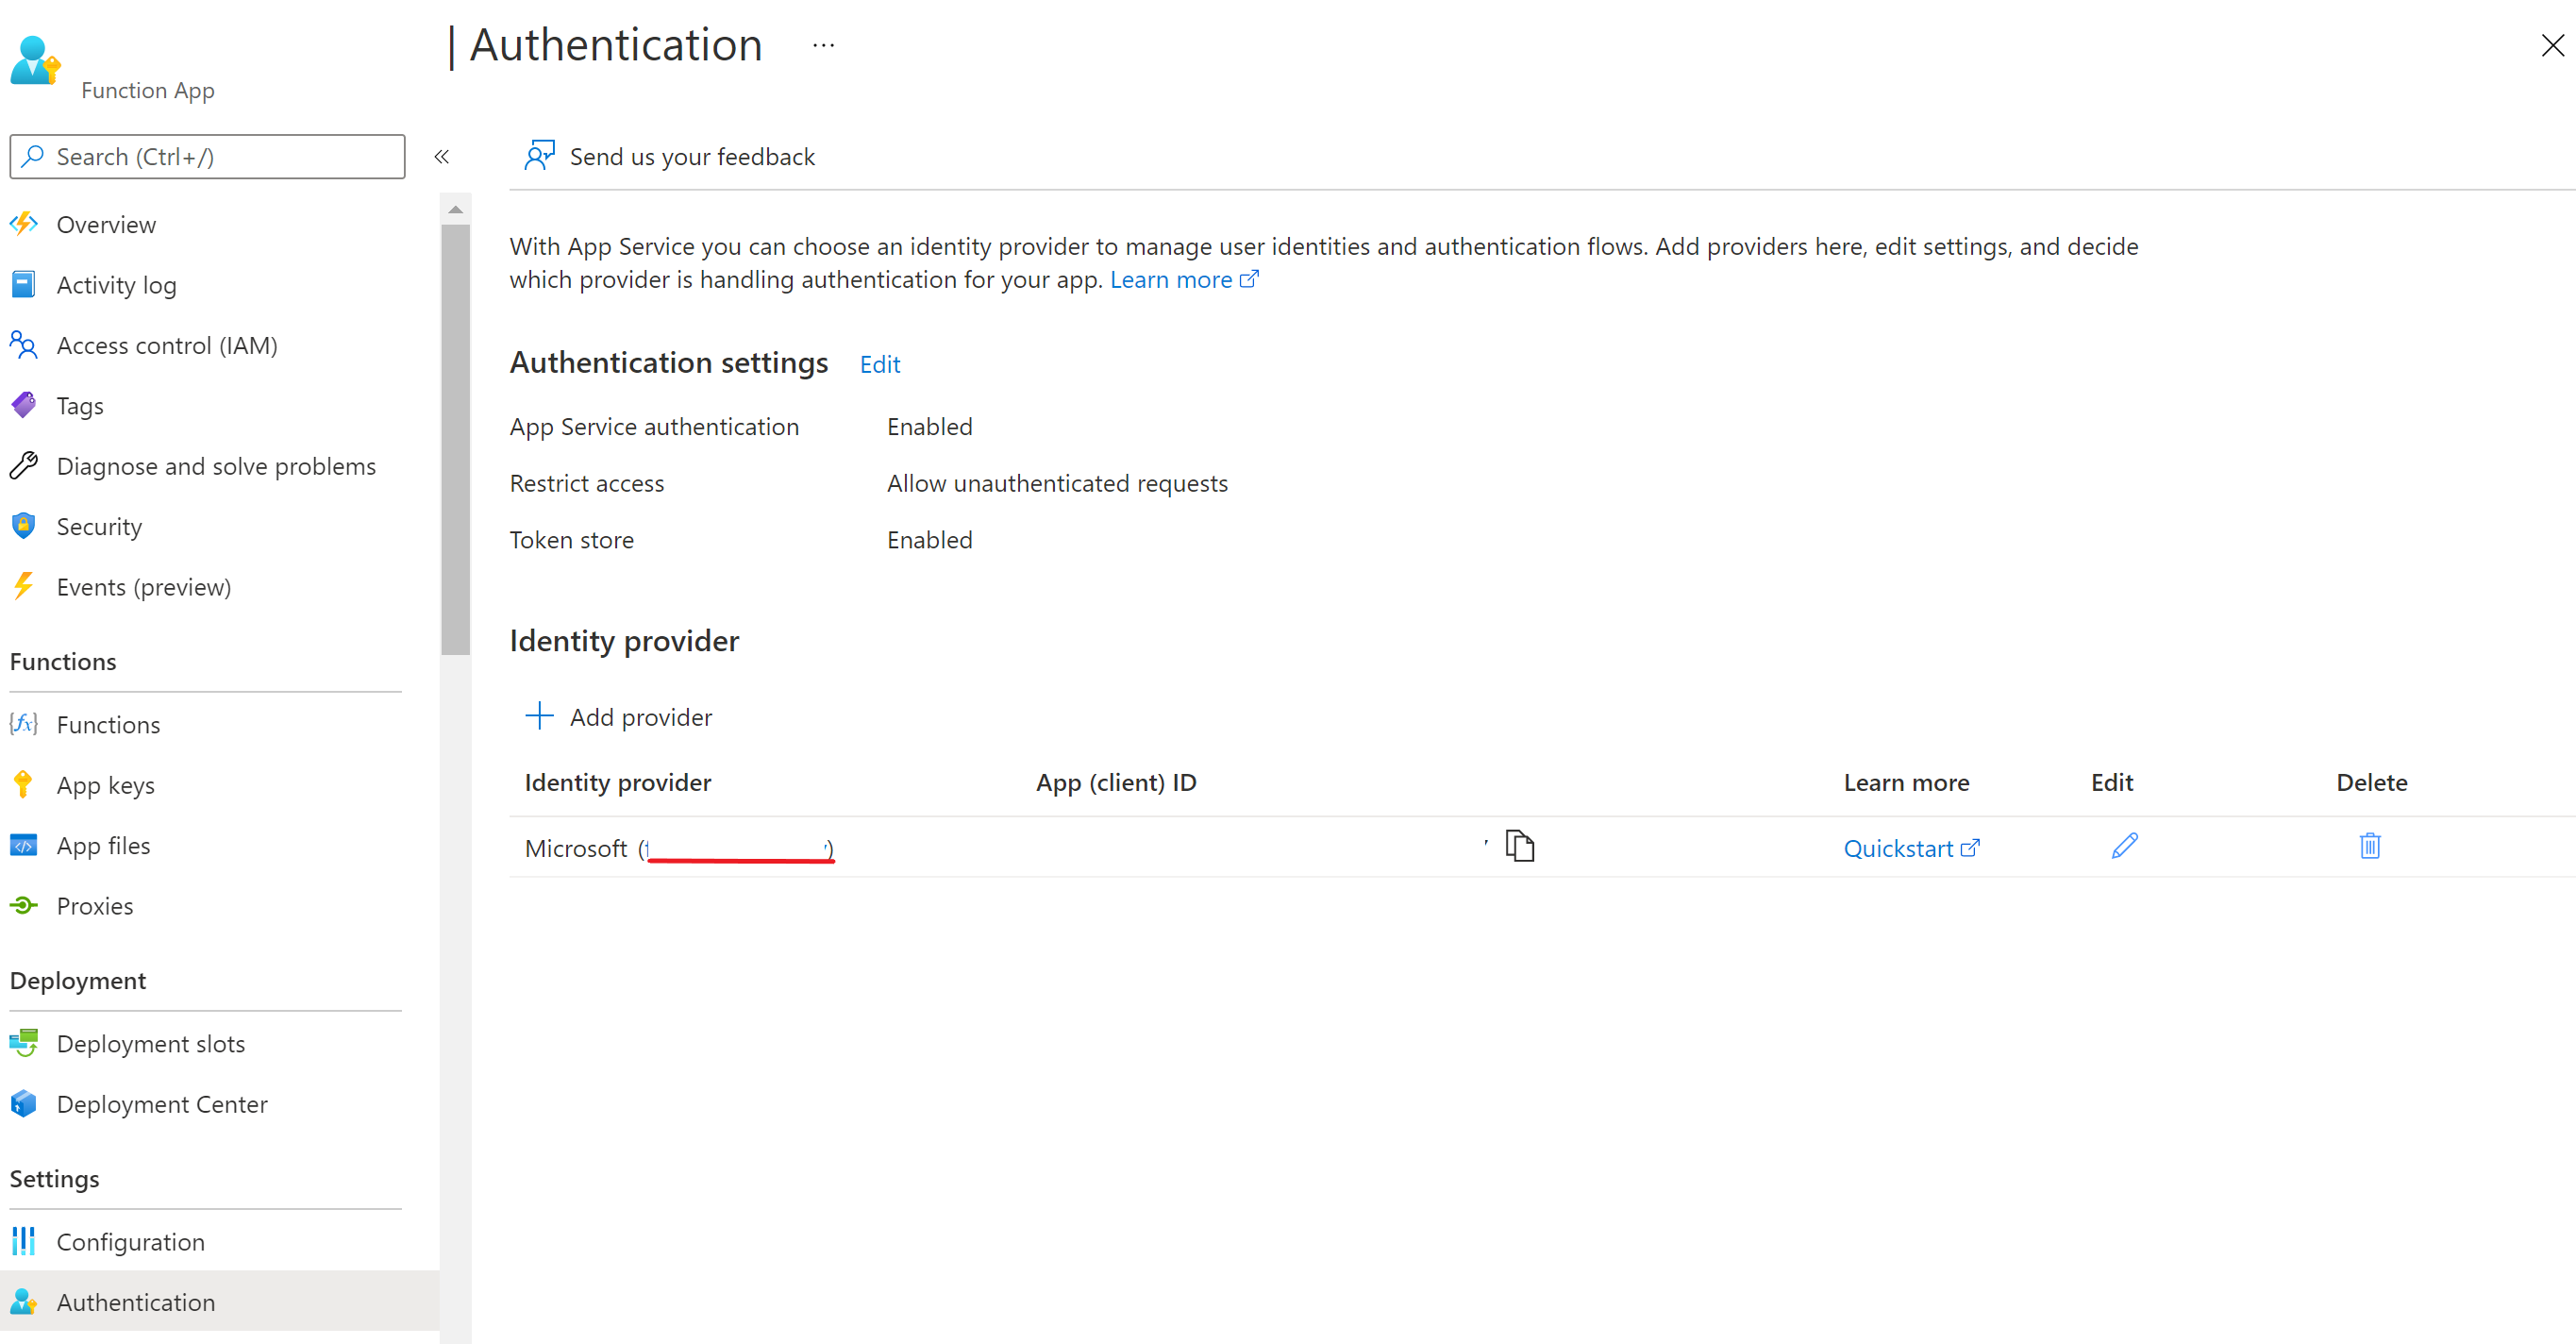 Function App
| Authentication ...
Search (Ctrl+/)
«
Overview
Activity log
Access control (IAM)
Tags
Diagnose and solve problems
Security
Events (preview)
Functions
Functions
App keys
App files
Proxies
Deployment
Deployment slots
Deployment Center
Settings
Configuration
Authentication
Send us your feedback
With App Service you can choose an identity provider to manage user identities and authentication flows. Add providers here, edit settings, and decide
which provider is handling authentication for your app. Learn more
Authentication settings Edit
App Service authentication Enabled
Restrict access Allow unauthenticated requests
Token store Enabled
Identity provider
Add provider
Identity provider App (client) ID Learn more Edit Delete
Microsoft ( ) Quickstart